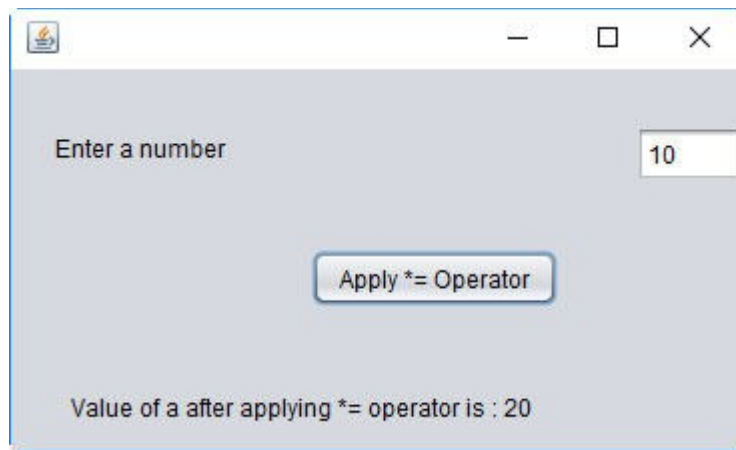 Enter a number
10
Apply *= Operator
Value of a after applying *= operator is : 20